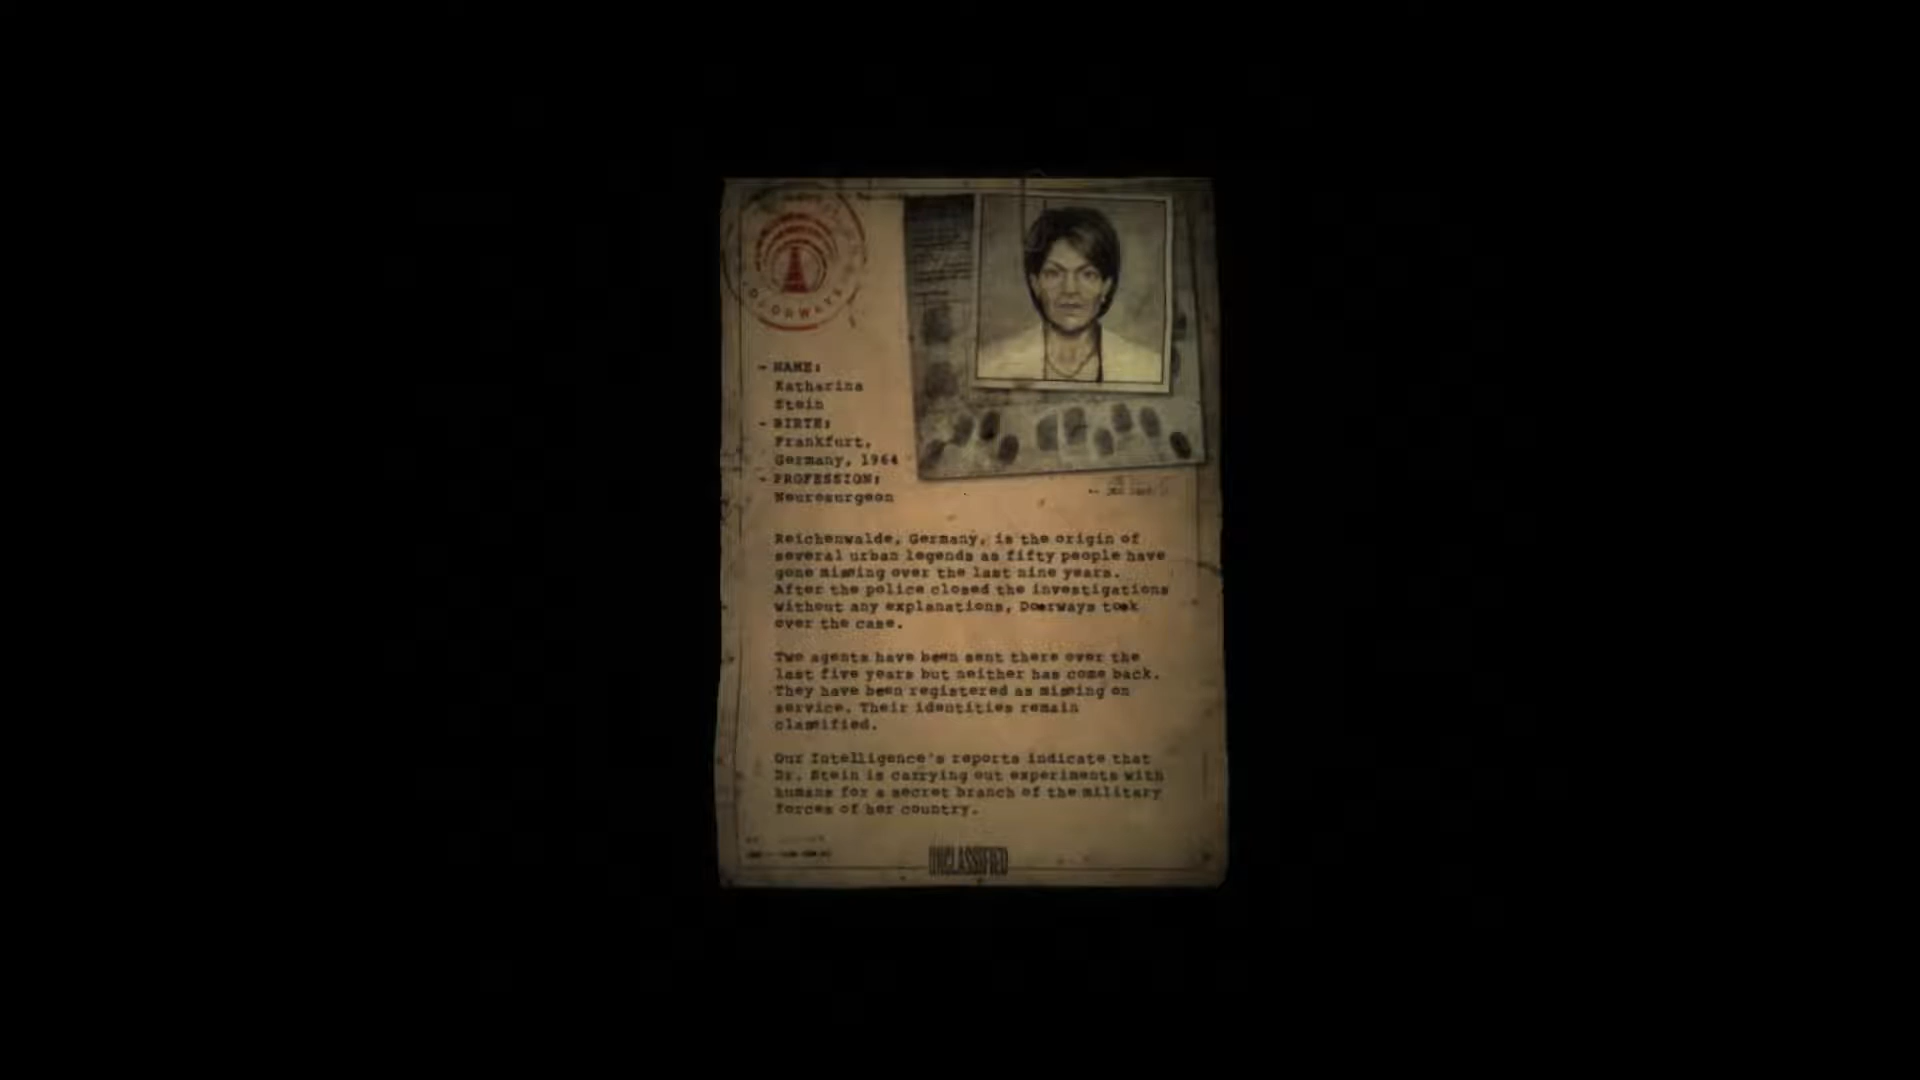 DOORWAYS
- NAME:
Katharina
Stein
- BIRTH:
Frankfurt,
Germany, 1964
- PROFESSION:
Neurosurgeon
Reichenwalde, Germany, is the origin of
several urban legends as fifty people have
gone missing over the last nine years.
After the police closed the investigations
without any explanations, Doorways took
over the case.
Two agents have been sent there over the
last five years but neither has come back.
They have been registered as missing on
service. Their identities remain
classified.
Our Intelligence's reports indicate that
Dr. Stein is carrying out experiments with
humans for a secret branch of the military
forces of her country.
UNCLASSIFIED